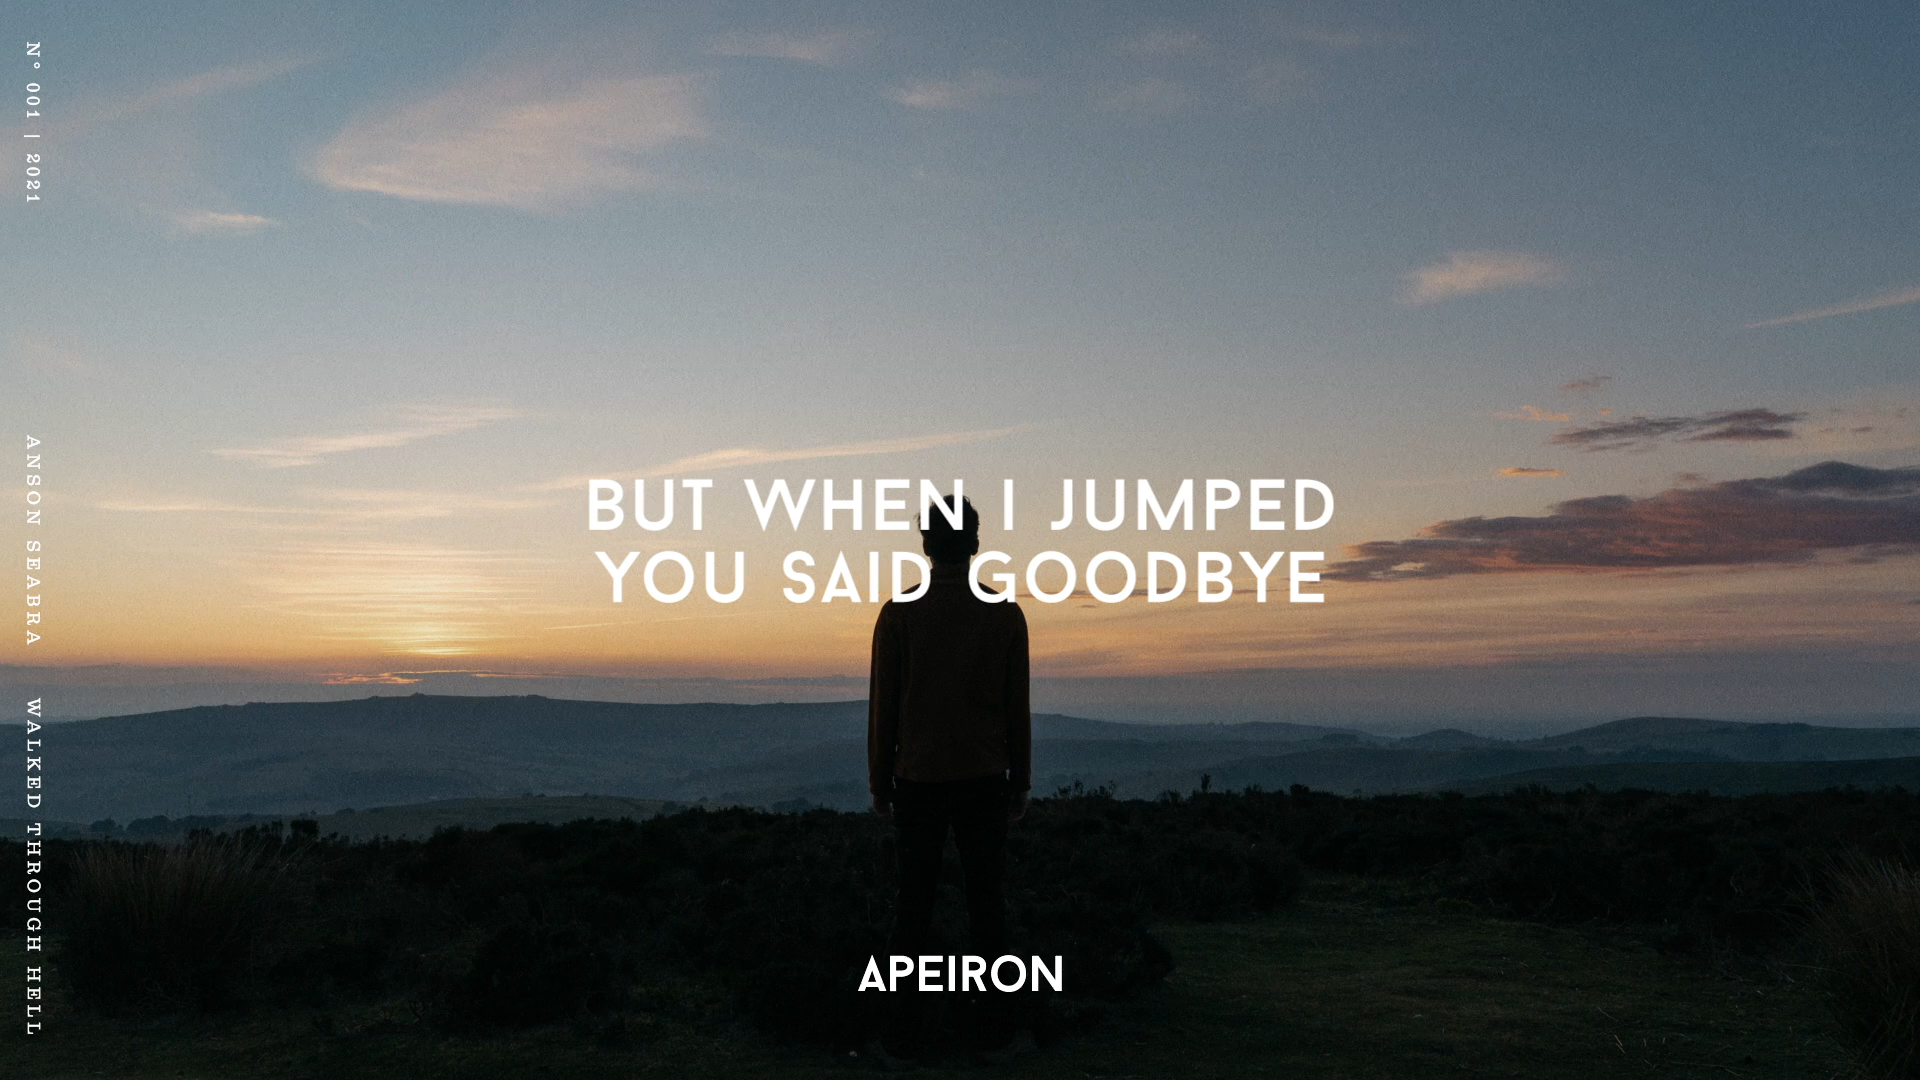 N° 001 | 2021
ANSON SEABRA
WALKED THROUGH HELL
BUT WHEN I JUMPED
YOU SAID GOODBYE
APEIRON